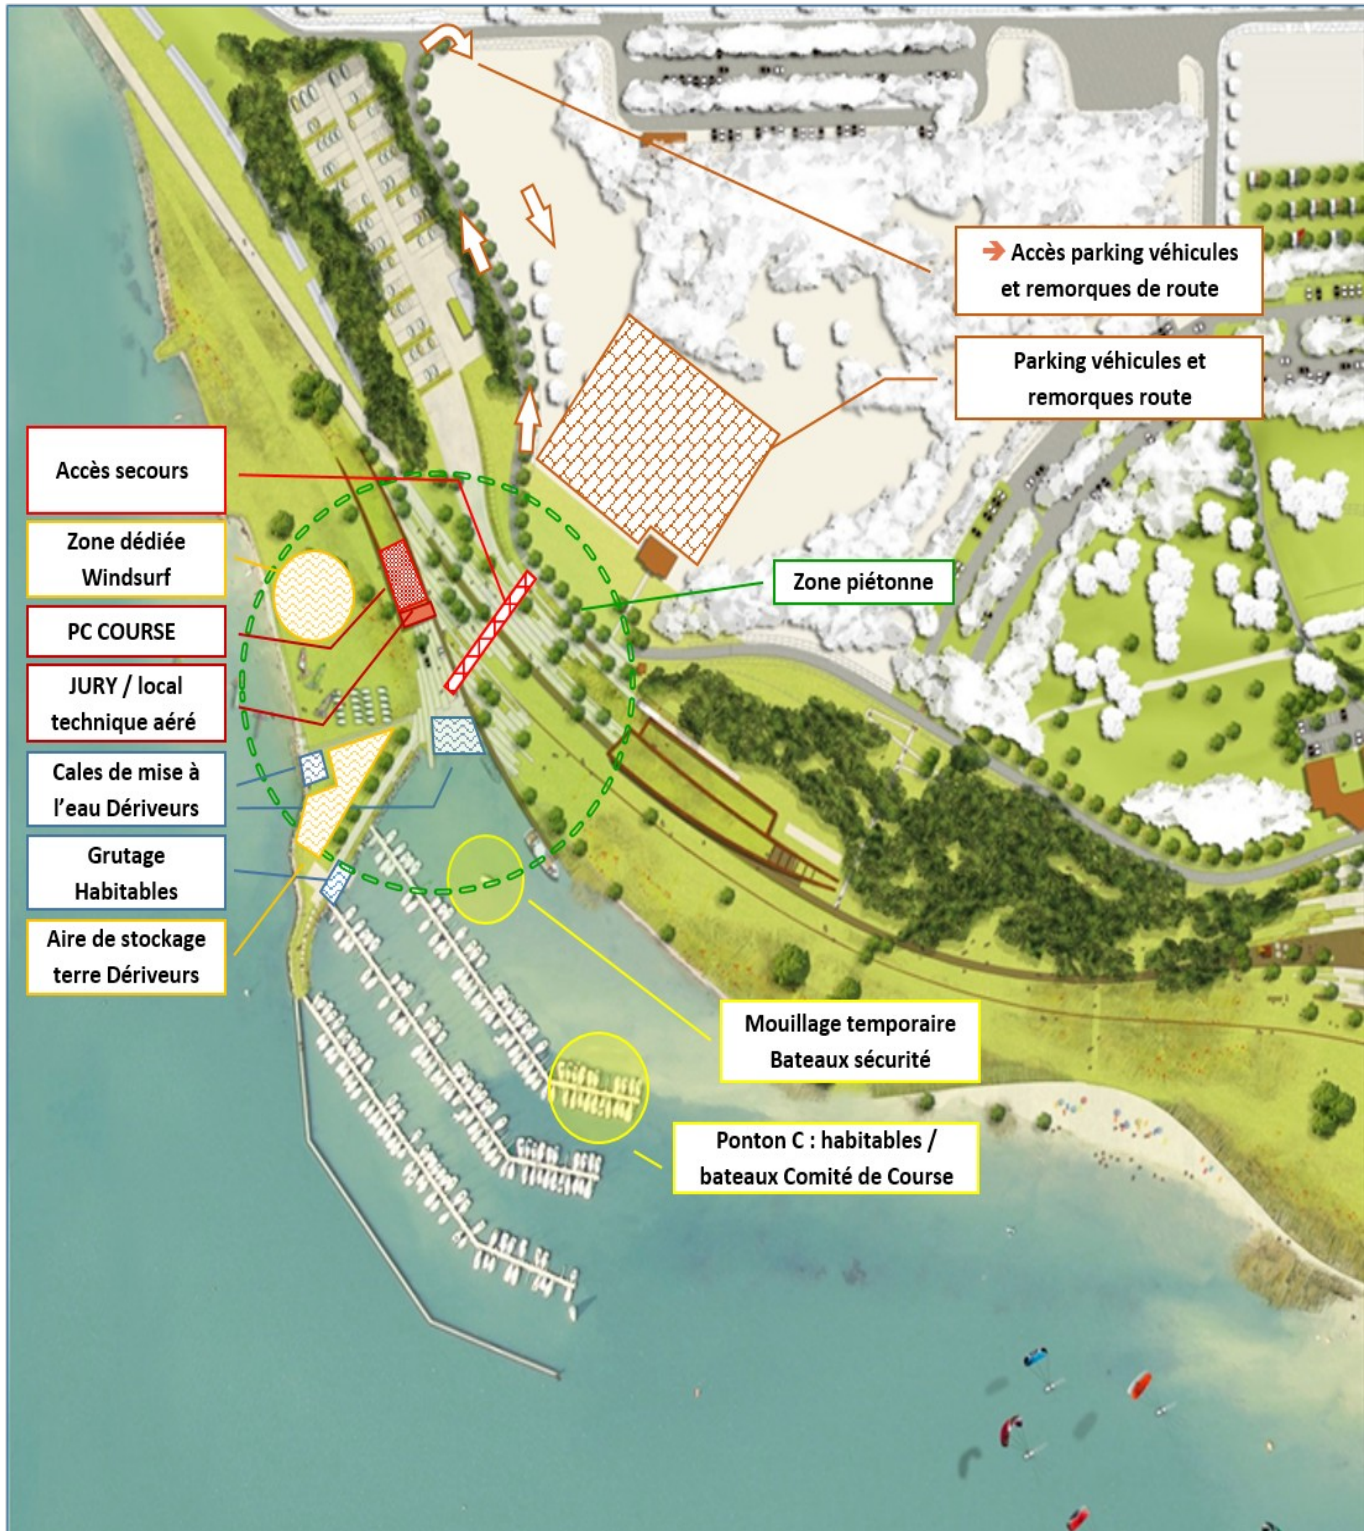 ➔ Accès parking véhicules
et remorques de route
Parking véhicules et
remorques route
Accès secours
Zone dédiée
Windsurf
Zone piétonne
PC COURSE
JURY / local
technique aéré
Cales de mise à
l’eau Dériveurs
Grutage
Habitables
Aire de stockage
terre Dériveurs
Mouillage temporaire
Bateaux sécurité
Ponton C : habitables /
bateaux Comité de Course